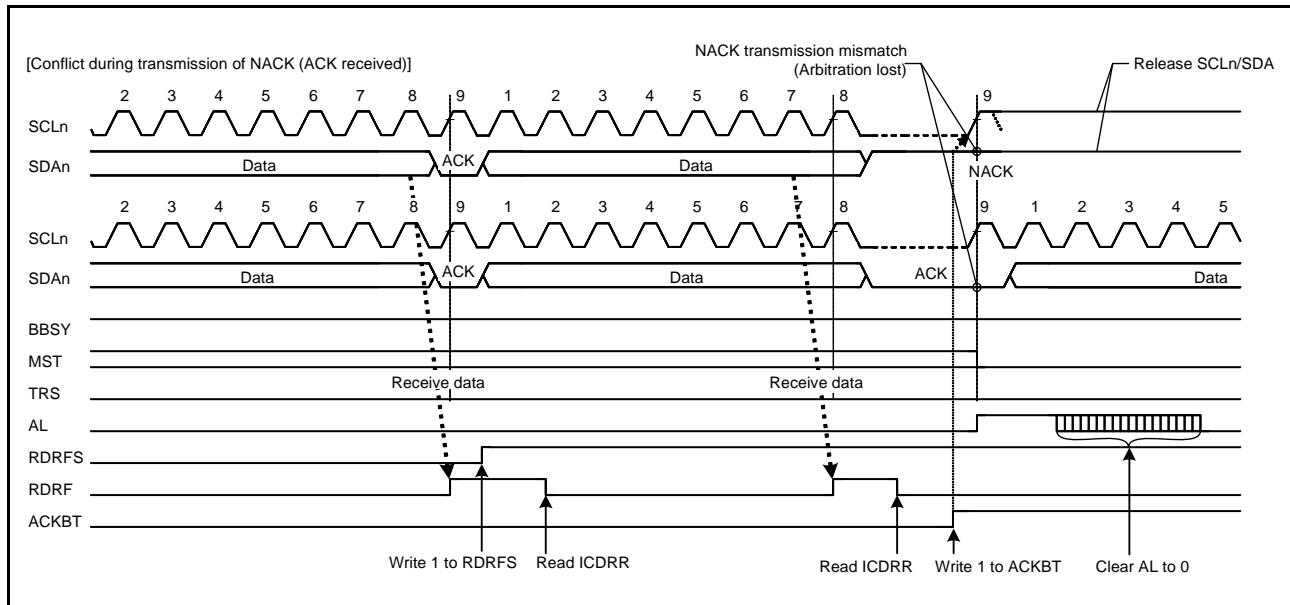 NACK transmission mismatch
(Arbitration lost)
Release SCLn/SDA
[Conflict during transmission of NACK (ACK received)]
2 3 4 5 6 7 8 9 1 2 3 4 5 6 7 8 9
SCLn
SDAn Data ACK Data NACK
2 3 4 5 6 7 8 9 1 2 3 4 5 6 7 8 9 1 2 3 4 5
SCLn
SDAn Data ACK Data ACK Data
BBSY
MST
Receive data Receive data
TRS
AL
RDRFS
RDRF
ACKBT
Write 1 to RDRFS Read ICDRR Read ICDRR Write 1 to ACKBT Clear AL to 0